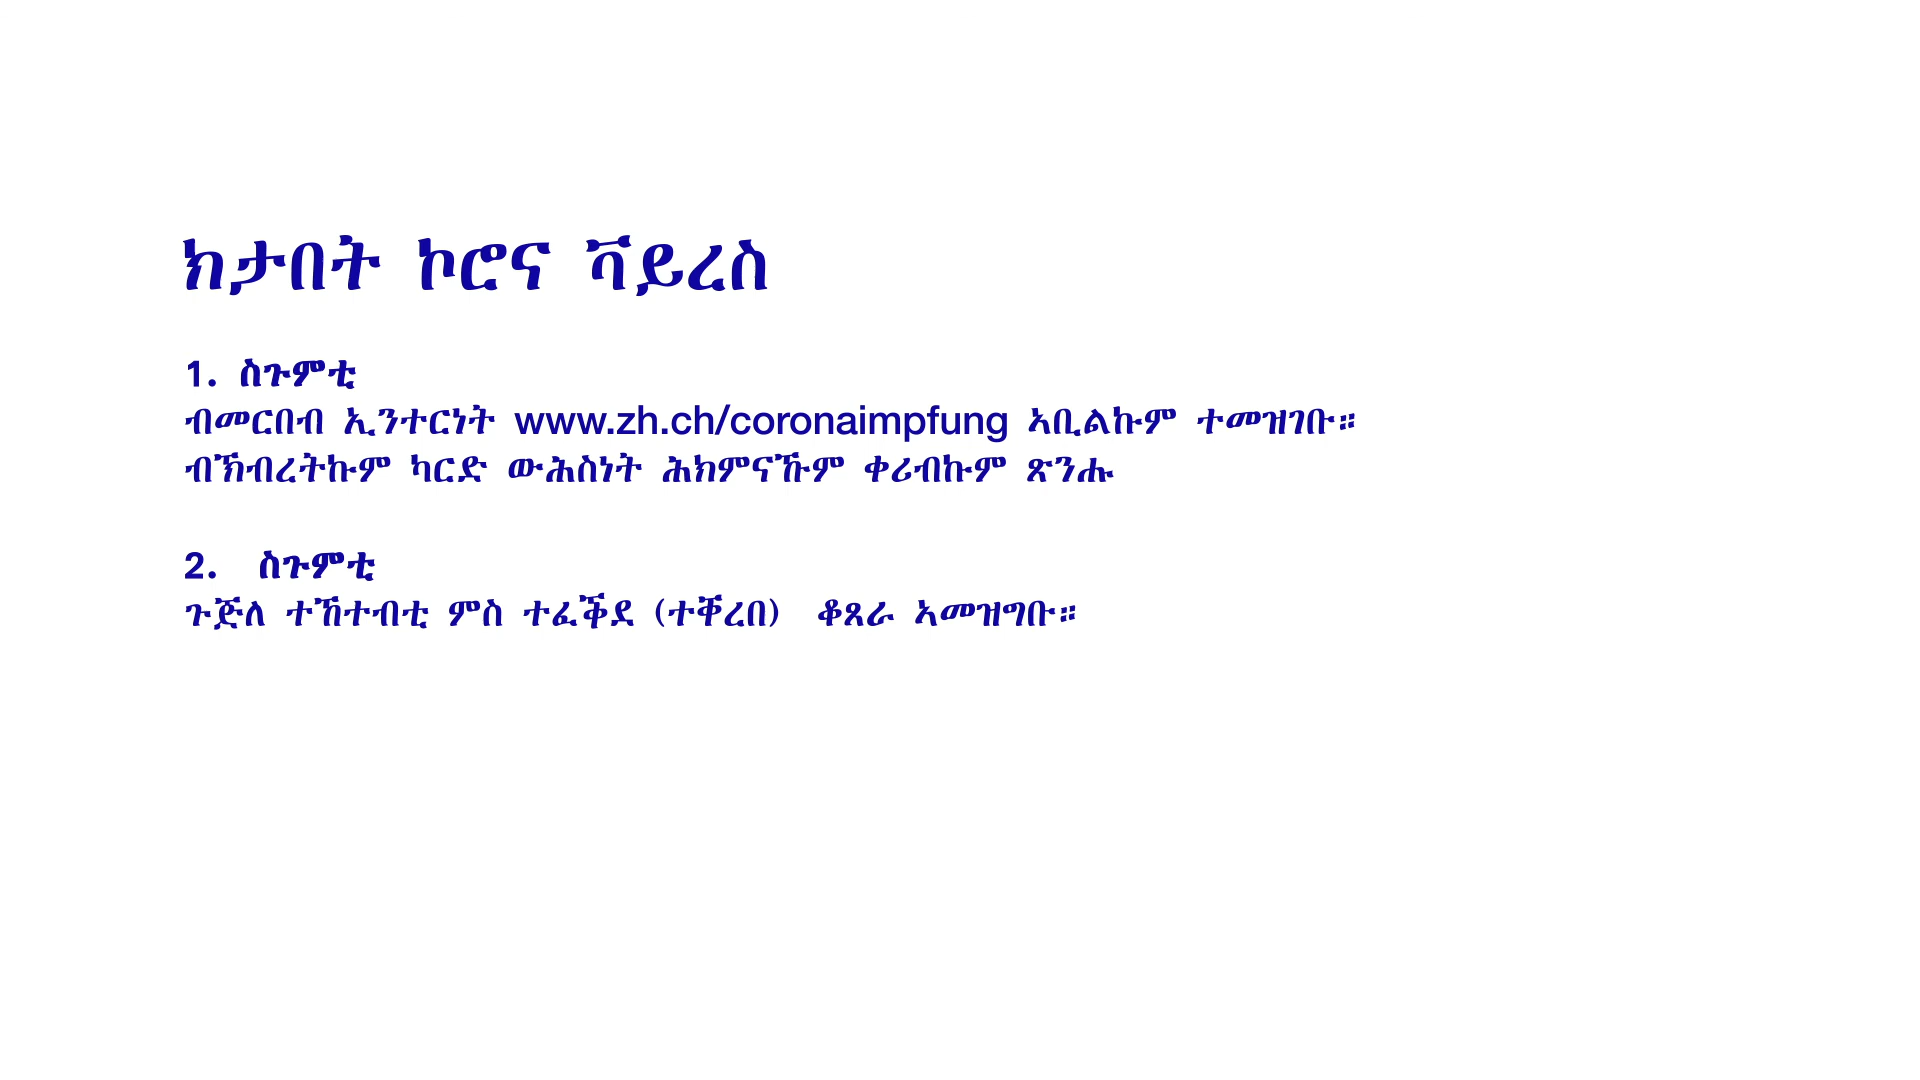 ክታበት ኮሮና ቫይረስ
1. ስጉምቲ
ብመርበብ ኢንተርነት www.zh.ch/coronaimpfung ኣቢልኩም ተመዝገቡ።
ብኽብረትኩም ካርድ ውሕስነት ሕክምናኹም ቀሪብኩም ጽንሑ
2. ስጉምቲ
ጉጅለ ተኸተብቲ ምስ ተፈቕደ (ተቐረበ) ቆጸራ ኣመዝግቡ።